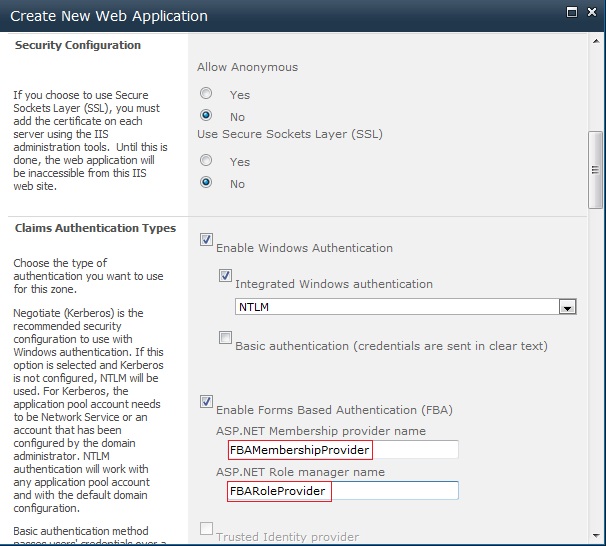 Create New Web Application
Security Configuration
If you choose to use Secure
Sockets Layer (SSL), you must
add the certificate on each
server using the IIS
administration tools.  Until this is
done, the web application will
be inaccessible from this IIS
web site.
Allow Anonymous
Yes
No
Use Secure Sockets Layer (SSL)
Yes
No
Claims Authentication Types
Choose the type of
authentication you want to use
for this zone.
Negotiate (Kerberos) is the
recommended security
configuration to use with
Windows authentication. If this
option is selected and Kerberos
is not configured, NTLM will be
used. For Kerberos, the
application pool account needs
to be Network Service or an
account that has been
configured by the domain
administrator. NTLM
authentication will work with
any application pool account
and with the default domain
configuration.
Basic authentication method
passes users' credentials over a
Enable Windows Authentication
Integrated Windows authentication
NTLM
Basic authentication (credentials are sent in clear text)
Enable Forms Based Authentication (FBA)
ASP.NET Membership provider name
FBAMembershipProvider
ASP.NET Role manager name
FBARoleProvider
Trusted Identity provider